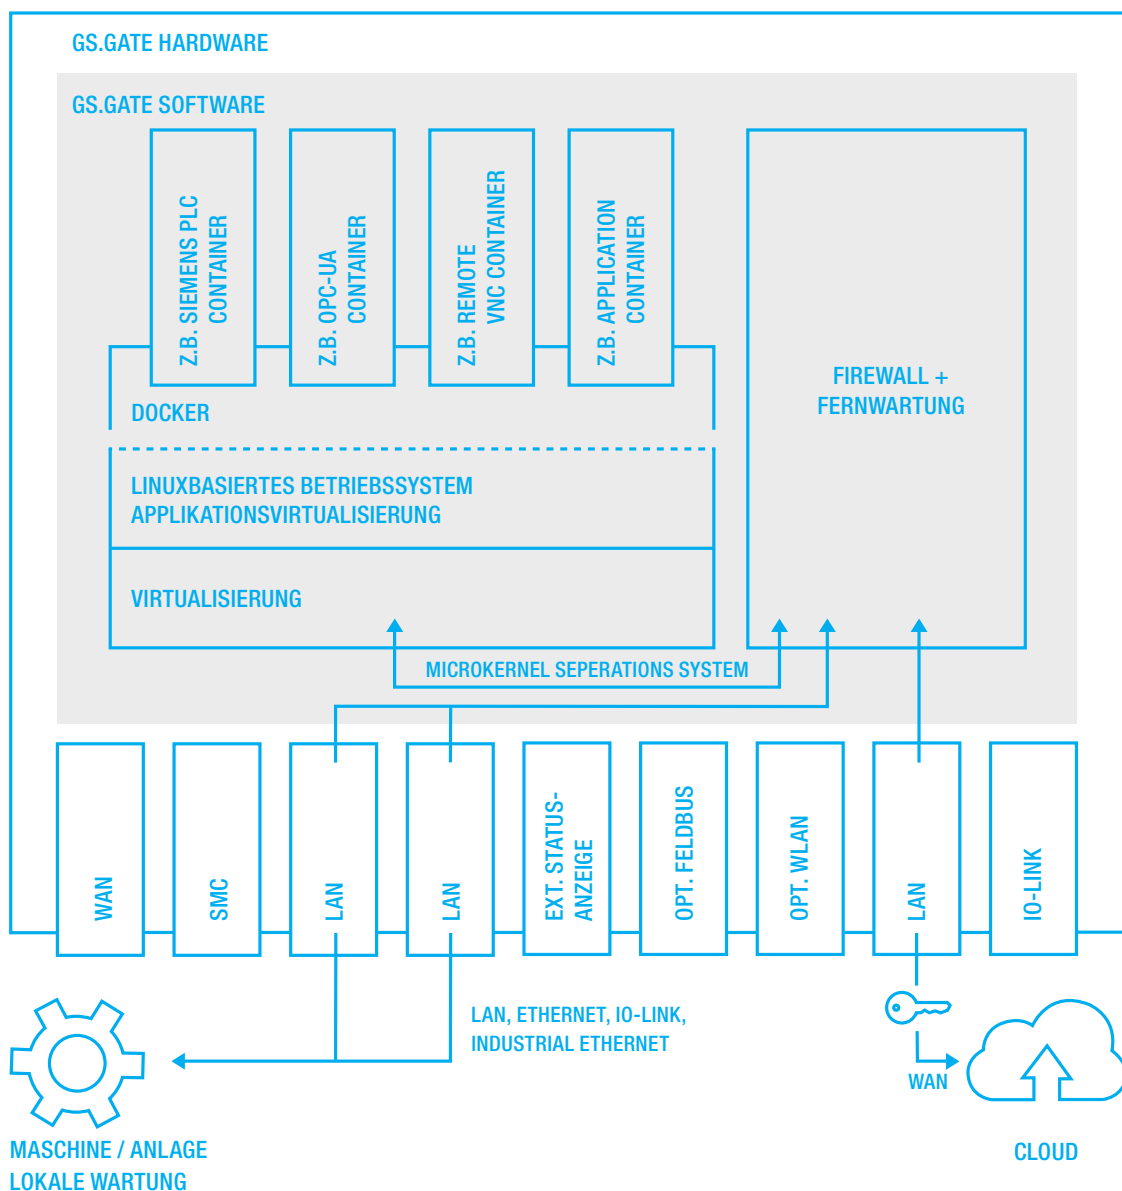 GS.GATE HARDWARE
GS.GATE SOFTWARE
Z.B. SIEMENS PLC
CONTAINER
Z.B. OPC-UA
CONTAINER
Z.B. REMOTE
VNC CONTAINER
Z.B. APPLICATION
CONTAINER
FIREWALL +
FERNWARTUNG
DOCKER
LINUXBASIERTES BETRIEBSSYSTEM
APPLIKATIONSVIRTUALISIERUNG
VIRTUALISIERUNG
MICROKERNEL SEPERATIONS SYSTEM
WAN
SMC
LAN
LAN
EXT. STATUS-
ANZEIGE
OPT. FELDBUS
OPT. WLAN
LAN
IO-LINK
LAN, ETHERNET, IO-LINK,
INDUSTRIAL ETHERNET
WAN
MASCHINE / ANLAGE
LOKALE WARTUNG
CLOUD